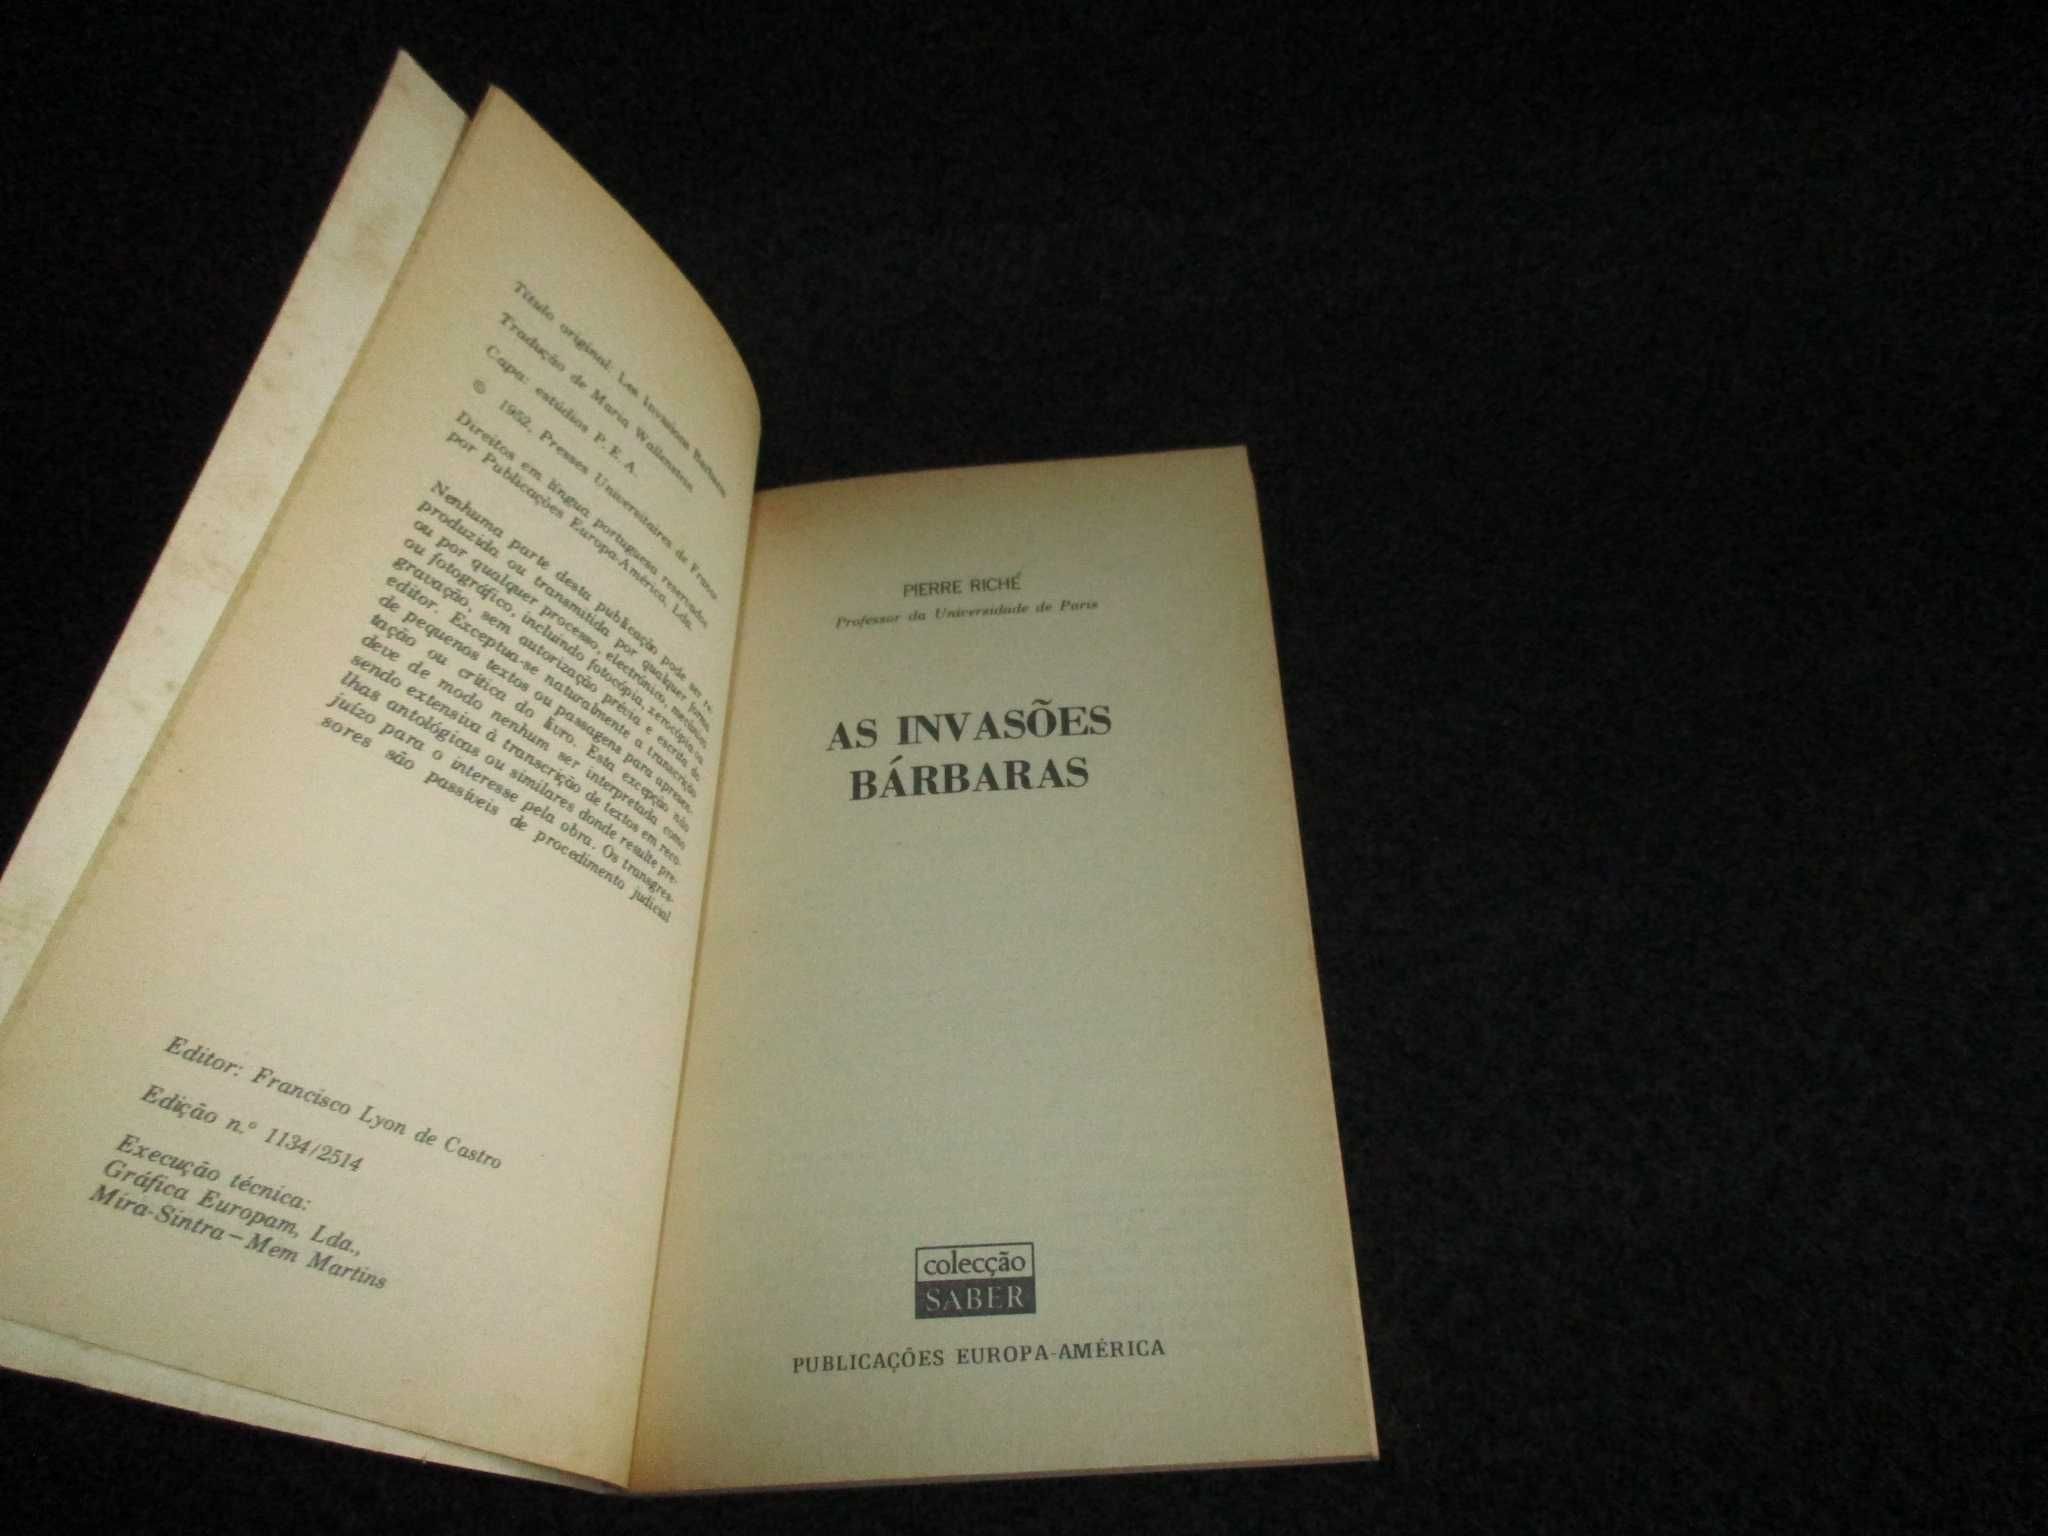 Título original: Les Invasions Barbares
Tradução de Maria Wallenstein
Capa: estúdios P. E. A.
© 1952, Presses Universitaires de France
Direitos em língua portuguesa reservados
por Publicações Europa-América, Lda.
Nenhuma parte desta publicação pode ser re-
produzida ou transmitida por qualquer forma
ou por qualquer processo, electrónico, mecânico
ou fotográfico, incluindo fotocópia, xerocópia ou
gravação, sem autorização prévia e escrita do
editor. Exceptua-se naturalmente a transcrição
de pequenos textos ou passagens para apresen-
tação ou crítica do livro. Esta excepção não
deve de modo nenhum ser interpretada como
sendo extensiva à transcrição de textos em reco-
lhas antológicas ou similares donde resulte pre-
juízo para o interesse pela obra. Os transgres-
sores são passíveis de procedimento judicial
Editor: Francisco Lyon de Castro
Edição n.º 1134/2514
Execução técnica:
Gráfica Europam, Lda.,
Mira-Sintra — Mem Martins
PIERRE RICHÉ
Professor da Universidade de Paris
AS INVASÕES
BÁRBARAS
colecção
SABER
PUBLICAÇÕES EUROPA-AMÉRICA